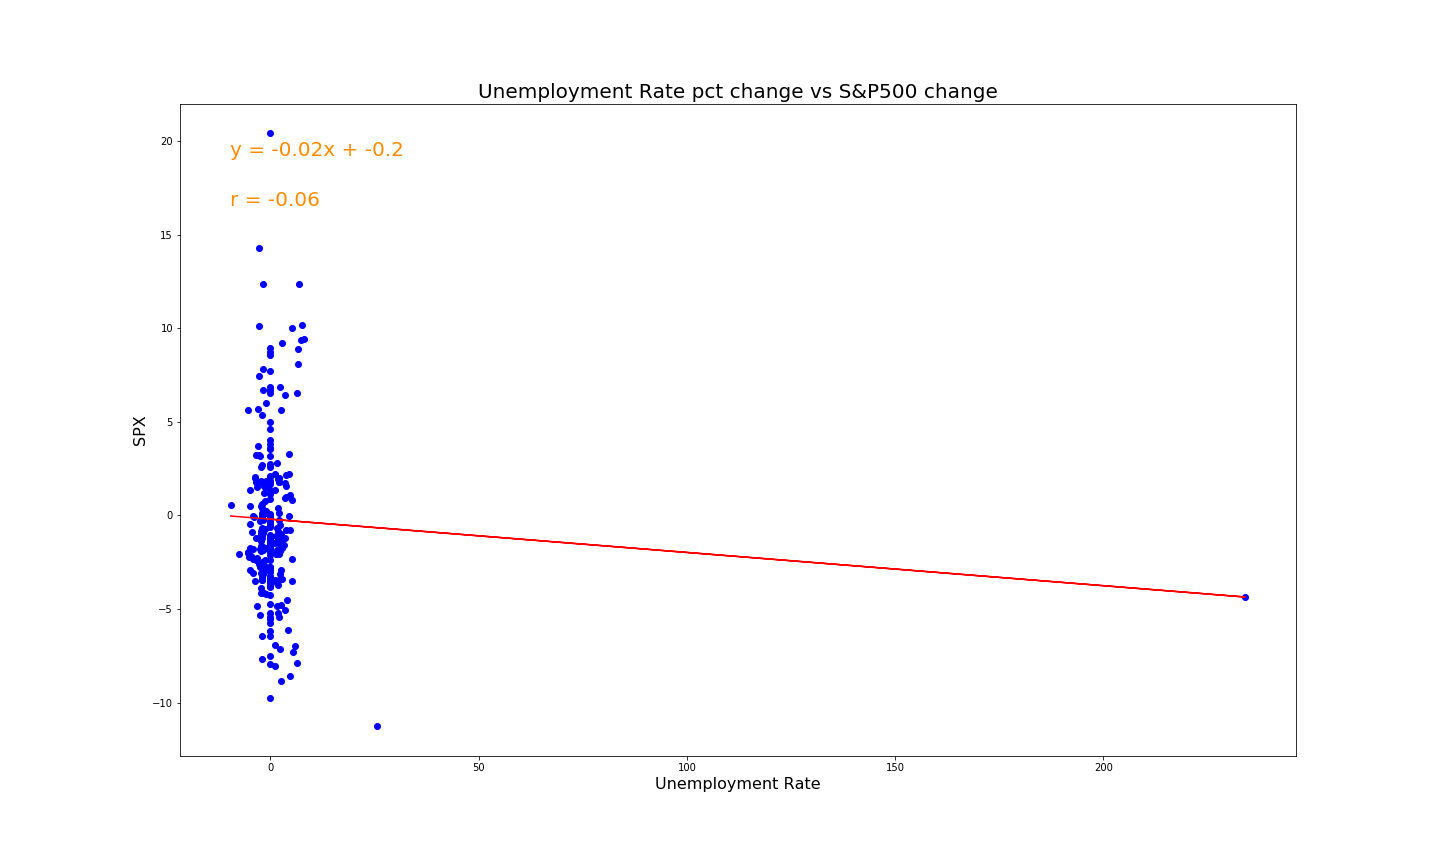 Unemployment Rate pct change vs S&P500 change
y = -0.02x + -0.2
r = -0.06
SPX
20
15
10
5
0
−5
−10
0
50
100
150
200
Unemployment Rate